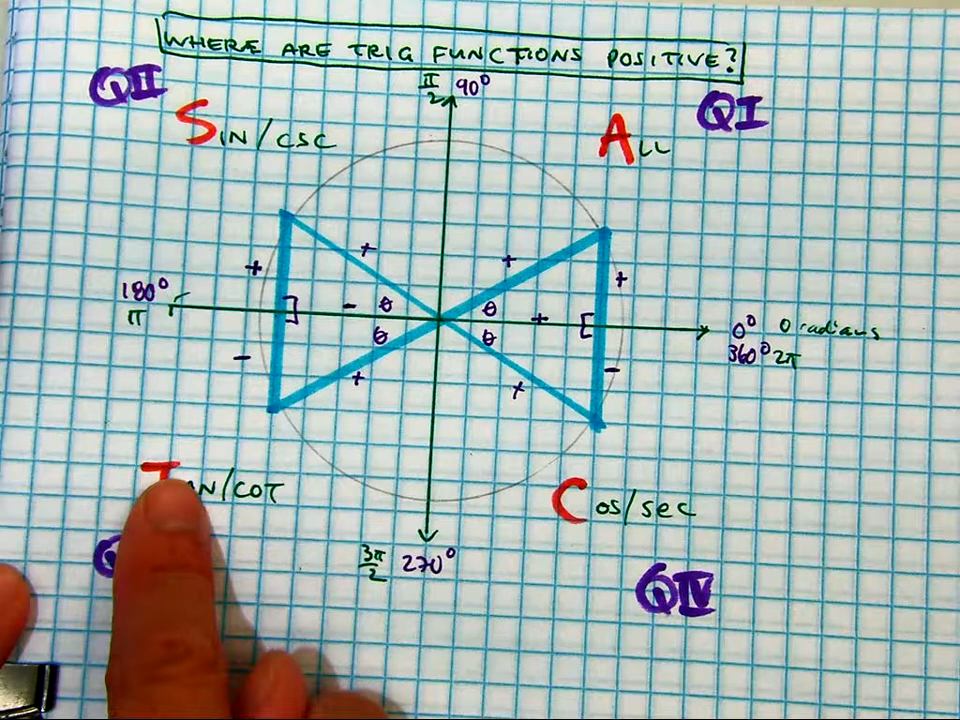 WHERE ARE TRIG FUNCTIONS POSITIVE?
QII
π/2 90°
QI
SIN/CSC
ALL
+ +
+ +
180°
π
- θ θ +
0° 0 radians
θ θ
360° 2π
- -
+ +
TAN/COT
COS/SEC
3π/2 270°
QIV